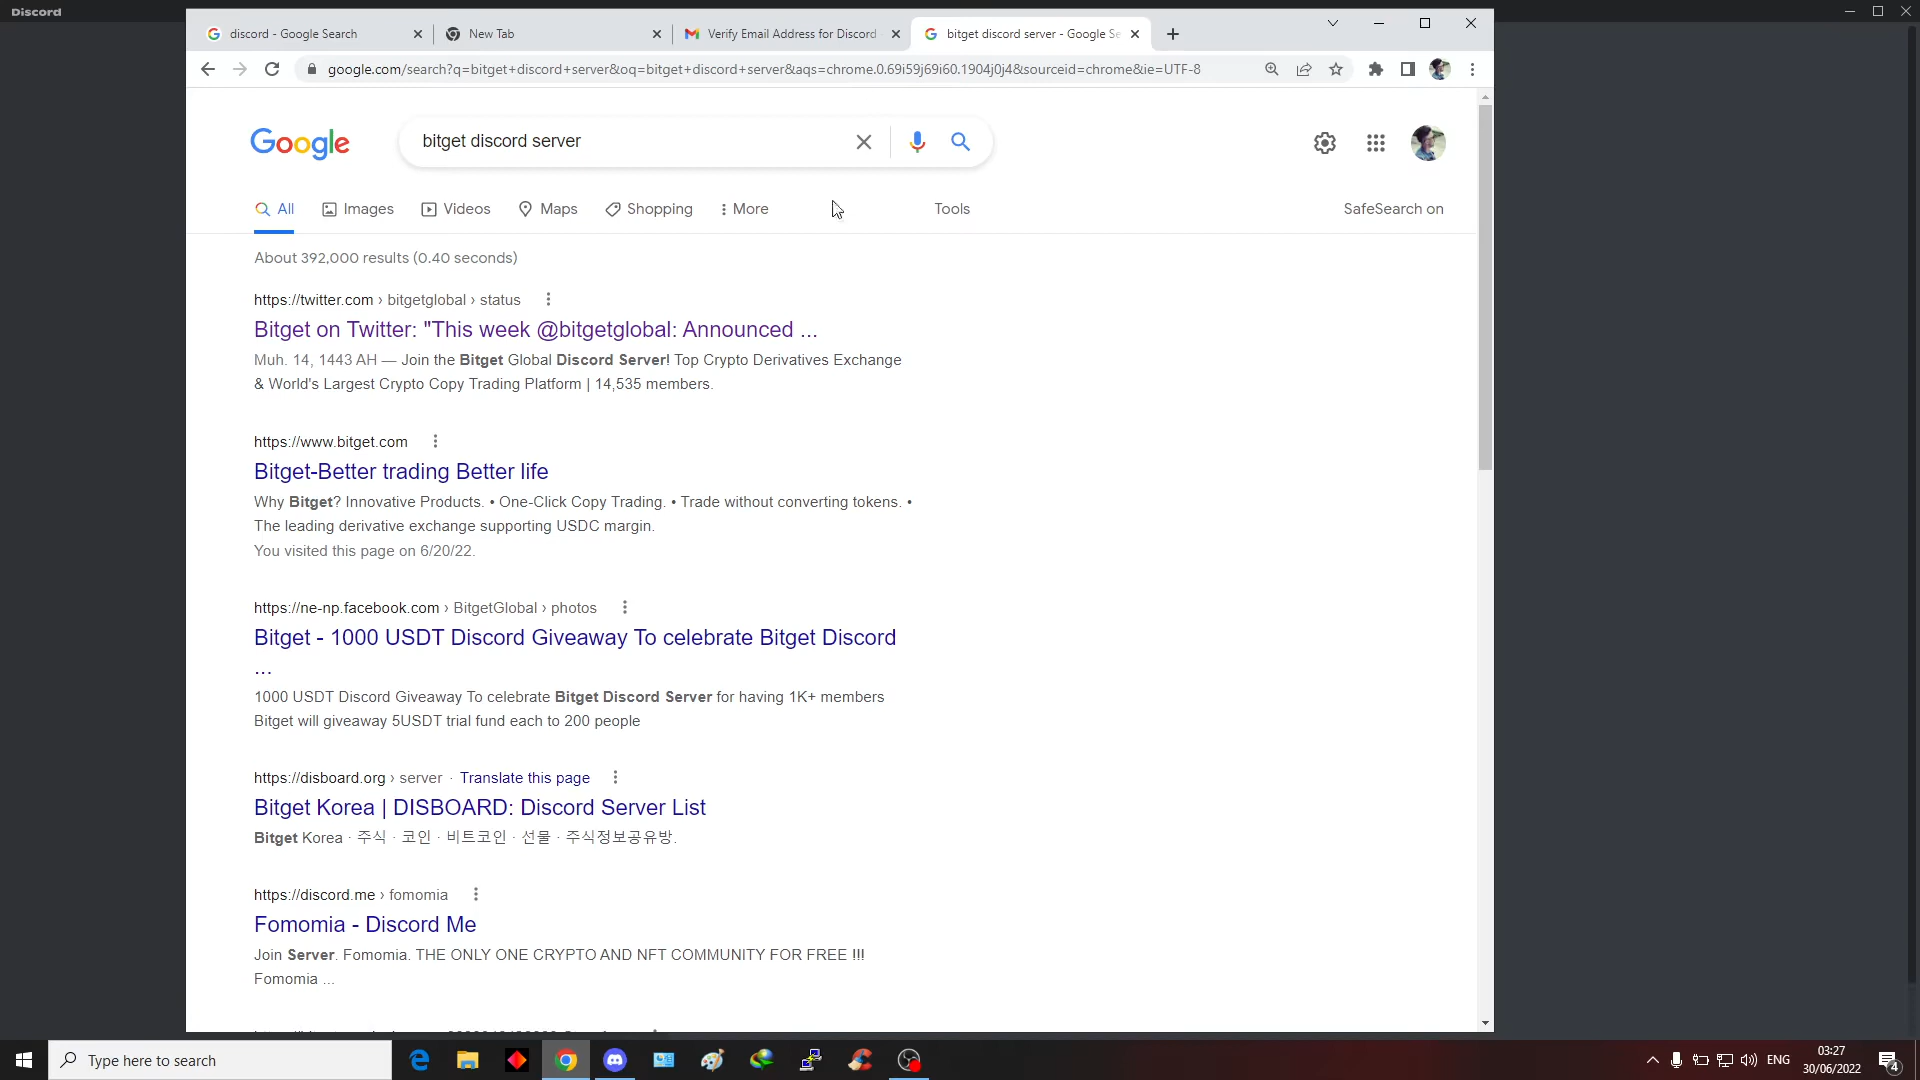 Discord
discord - Google Search
New Tab
Verify Email Address for Discord
bitget discord server - Google Se
google.com/search?q=bitget+discord+server&oq=bitget+discord+server&aqs=chrome.0.69i59j69i60.1904j0j4&sourceid=chrome&ie=UTF-8
Google
bitget discord server
All
Images
Videos
Maps
Shopping
More
Tools
SafeSearch on
About 392,000 results (0.40 seconds)
https://twitter.com › bitgetglobal › status
Bitget on Twitter: "This week @bitgetglobal: Announced ...
Muh. 14, 1443 AH — Join the Bitget Global Discord Server! Top Crypto Derivatives Exchange
& World's Largest Crypto Copy Trading Platform | 14,535 members.
https://www.bitget.com
Bitget-Better trading Better life
Why Bitget? Innovative Products. • One-Click Copy Trading. • Trade without converting tokens. •
The leading derivative exchange supporting USDC margin.
You visited this page on 6/20/22.
https://ne-np.facebook.com › BitgetGlobal › photos
Bitget - 1000 USDT Discord Giveaway To celebrate Bitget Discord
...
1000 USDT Discord Giveaway To celebrate Bitget Discord Server for having 1K+ members
Bitget will giveaway 5USDT trial fund each to 200 people
https://disboard.org › server · Translate this page
Bitget Korea | DISBOARD: Discord Server List
Bitget Korea · 주식 · 코인 · 비트코인 · 선물 · 주식정보공유방.
https://discord.me › fomomia
Fomomia - Discord Me
Join Server. Fomomia. THE ONLY ONE CRYPTO AND NFT COMMUNITY FOR FREE !!!
Fomomia ...
Type here to search
ENG
03:27
30/06/2022
4